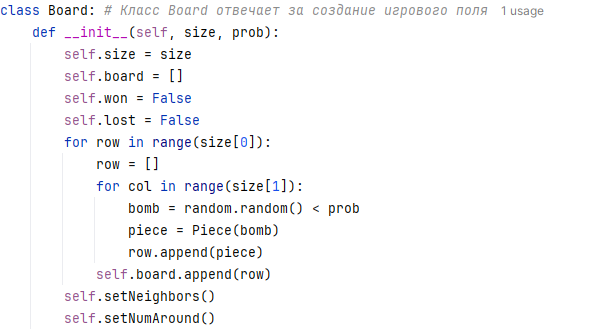 class Board: # Класс Board отвечает за создание игрового поля 1 usage
    def __init__(self, size, prob):
        self.size = size
        self.board = []
        self.won = False
        self.lost = False
        for row in range(size[0]):
            row = []
            for col in range(size[1]):
                bomb = random.random() < prob
                piece = Piece(bomb)
                row.append(piece)
            self.board.append(row)
        self.setNeighbors()
        self.setNumAround()